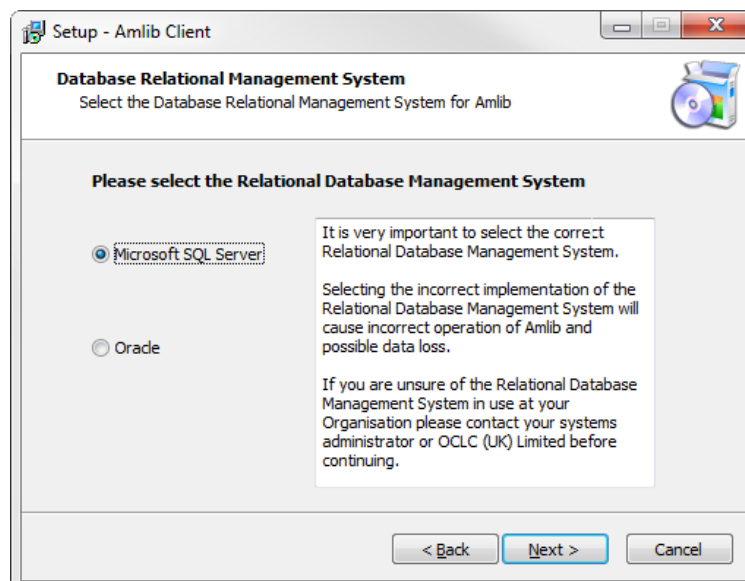 Setup - Amlib Client
Database Relational Management System
Select the Database Relational Management System for Amlib
Please select the Relational Database Management System
Microsoft SQL Server
Oracle
It is very important to select the correct
Relational Database Management System.
Selecting the incorrect implementation of the
Relational Database Management System will
cause incorrect operation of Amlib and
possible data loss.
If you are unsure of the Relational Database
Management System in use at your
Organisation please contact your systems
administrator or OCLC (UK) Limited before
continuing.
< Back
Next >
Cancel